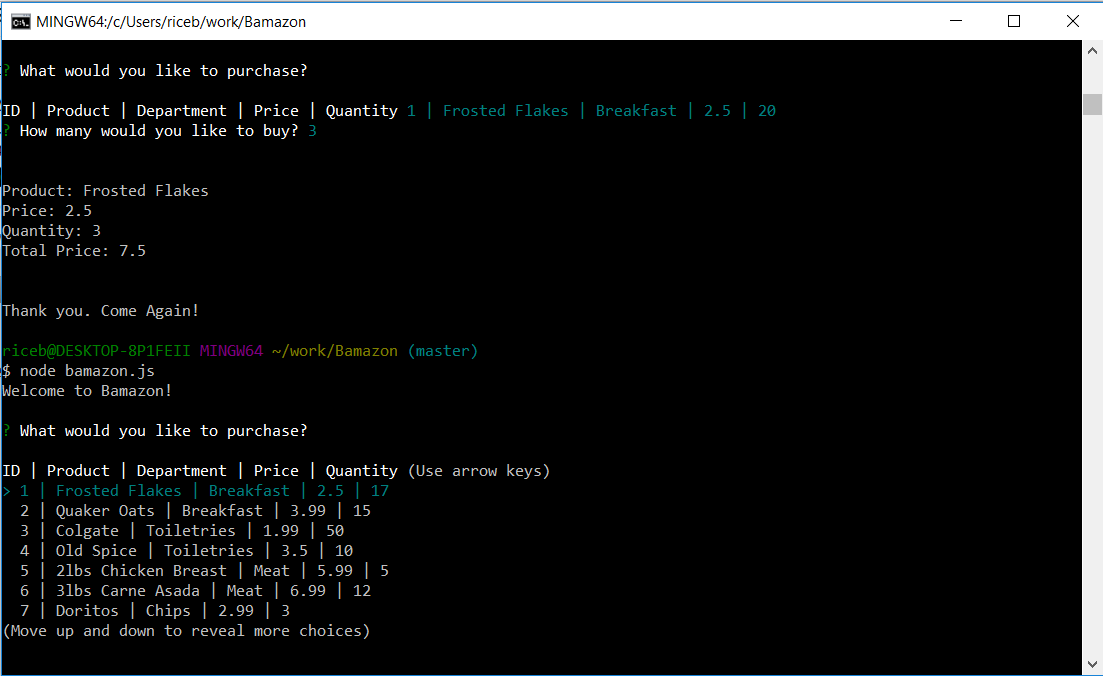 MINGW64:/c/Users/riceb/work/Bamazon
? What would you like to purchase?
ID | Product | Department | Price | Quantity 1 | Frosted Flakes | Breakfast | 2.5 | 20
? How many would you like to buy? 3
Product: Frosted Flakes
Price: 2.5
Quantity: 3
Total Price: 7.5
Thank you. Come Again!
riceb@DESKTOP-8P1FEII MINGW64 ~/work/Bamazon (master)
$ node bamazon.js
Welcome to Bamazon!
? What would you like to purchase?
ID | Product | Department | Price | Quantity (Use arrow keys)
> 1 | Frosted Flakes | Breakfast | 2.5 | 17
2 | Quaker Oats | Breakfast | 3.99 | 15
3 | Colgate | Toiletries | 1.99 | 50
4 | Old Spice | Toiletries | 3.5 | 10
5 | 2lbs Chicken Breast | Meat | 5.99 | 5
6 | 3lbs Carne Asada | Meat | 6.99 | 12
7 | Doritos | Chips | 2.99 | 3
(Move up and down to reveal more choices)